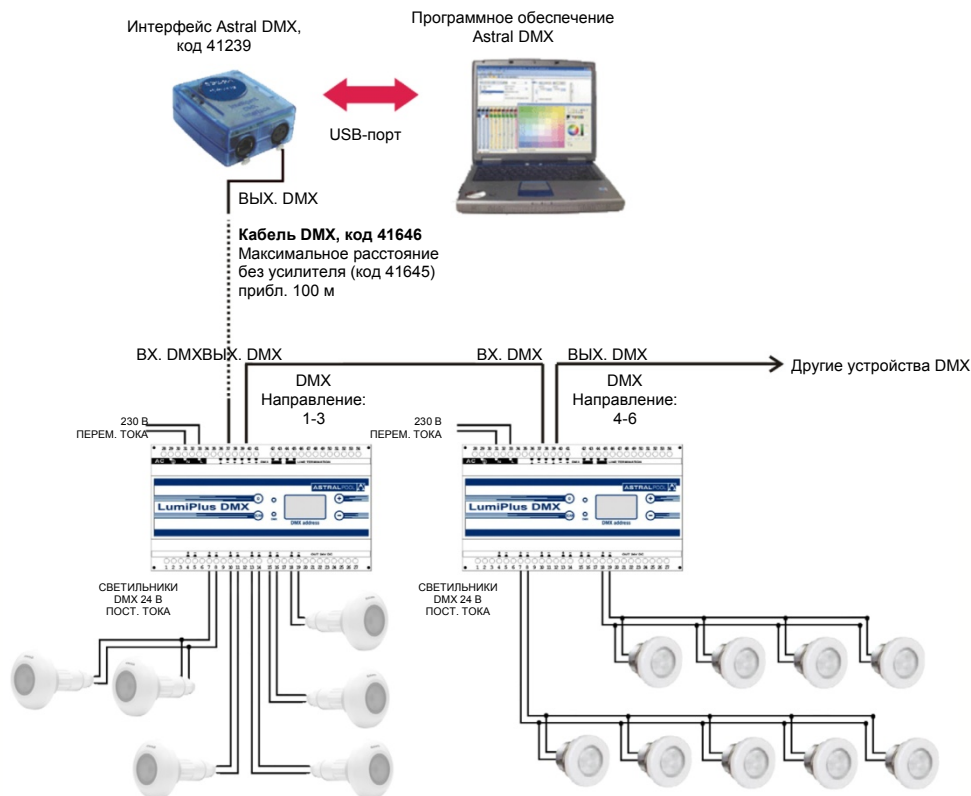 Интерфейс Astral DMX,
код 41239
Программное обеспечение
Astral DMX
USB-порт
ВЫХ. DMX
Кабель DMX, код 41646
Максимальное расстояние
без усилителя (код 41645)
прибл. 100 м
ВХ. DMX
ВЫХ. DMX
ВХ. DMX
ВЫХ. DMX
Другие устройства DMX
DMX
Направление:
1-3
DMX
Направление:
4-6
230 В
ПЕРЕМ. ТОКА
230 В
ПЕРЕМ. ТОКА
ASTRALPOOL
LumiPlus DMX
DMX address
ASTRALPOOL
LumiPlus DMX
DMX address
СВЕТИЛЬНИКИ
DMX 24 В
ПОСТ. ТОКА
СВЕТИЛЬНИКИ
DMX 24 В
ПОСТ. ТОКА